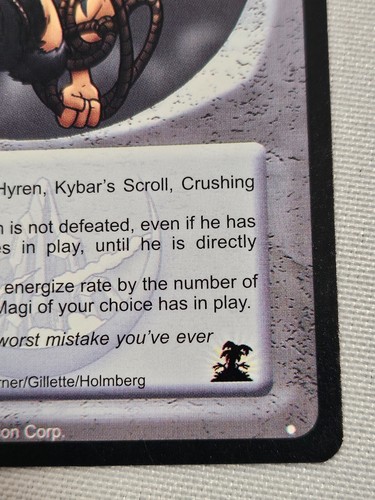 Hyren, Kybar's Scroll, Crushing
is not defeated, even if he has
in play, until he is directly
energize rate by the number of
Magi of your choice has in play.
worst mistake you've ever
/Gillette/Holmberg
Corp.